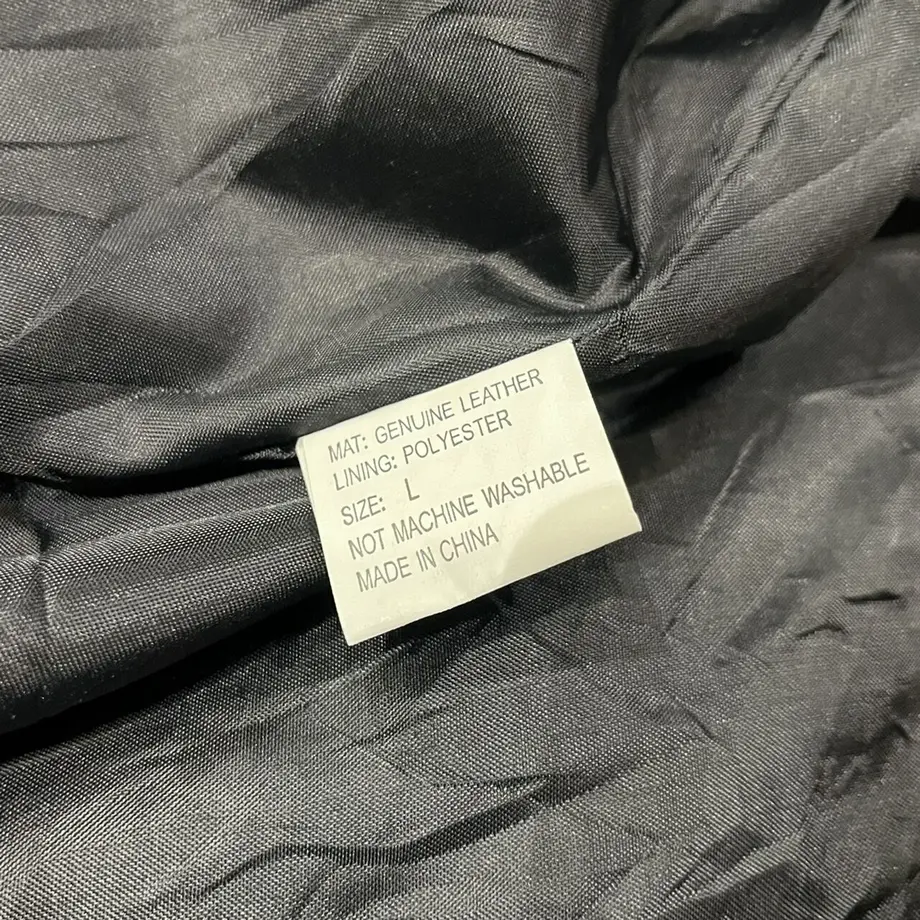 MAT: GENUINE LEATHER
LINING: POLYESTER
SIZE: L
NOT MACHINE WASHABLE
MADE IN CHINA